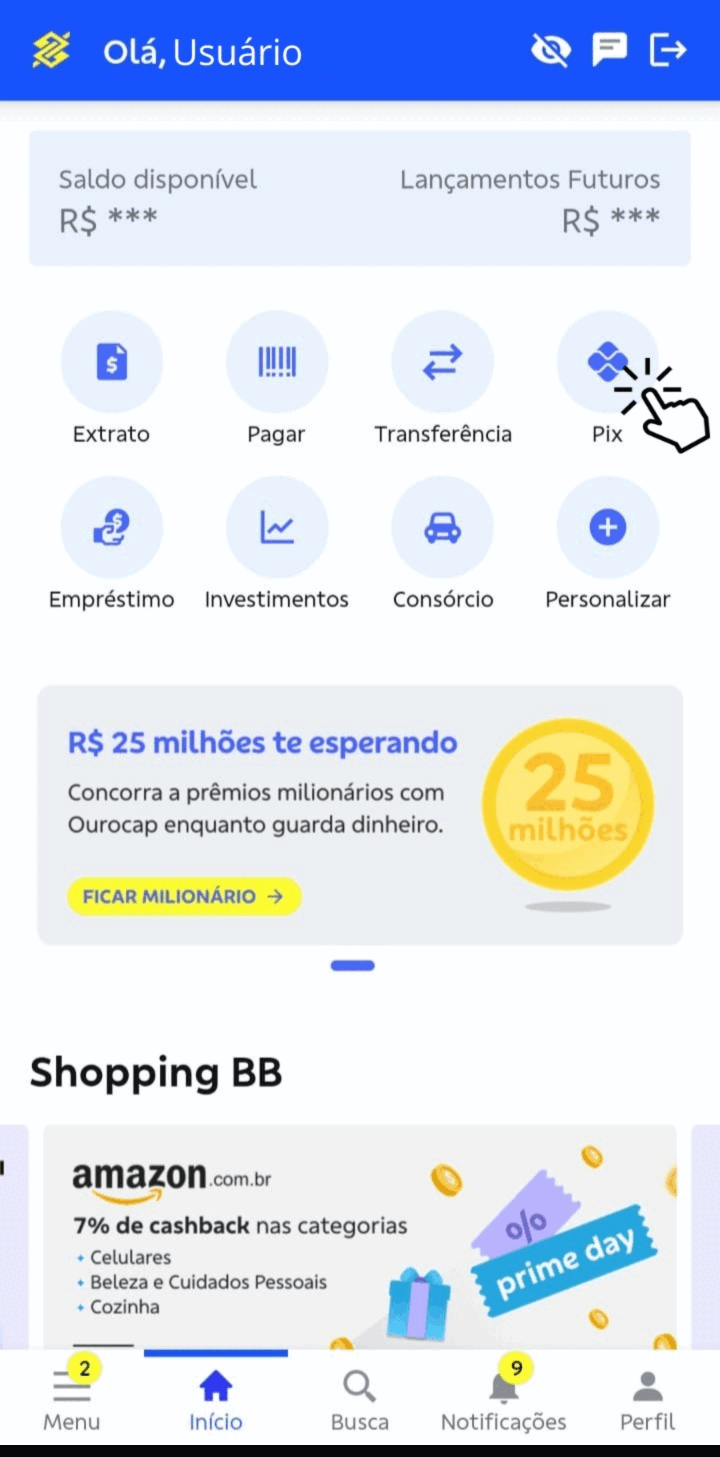 Olá, Usuário
Saldo disponível
Lançamentos Futuros
R$ ***
R$ ***
Extrato
Pagar
Transferência
Pix
Empréstimo
Investimentos
Consórcio
Personalizar
R$ 25 milhões te esperando
Concorra a prêmios milionários com
Ourocap enquanto guarda dinheiro.
FICAR MILIONÁRIO →
25
milhões
Shopping BB
amazon.com.br
7% de cashback nas categorias
• Celulares
• Beleza e Cuidados Pessoais
• Cozinha
%
prime day
2
9
Menu
Início
Busca
Notificações
Perfil